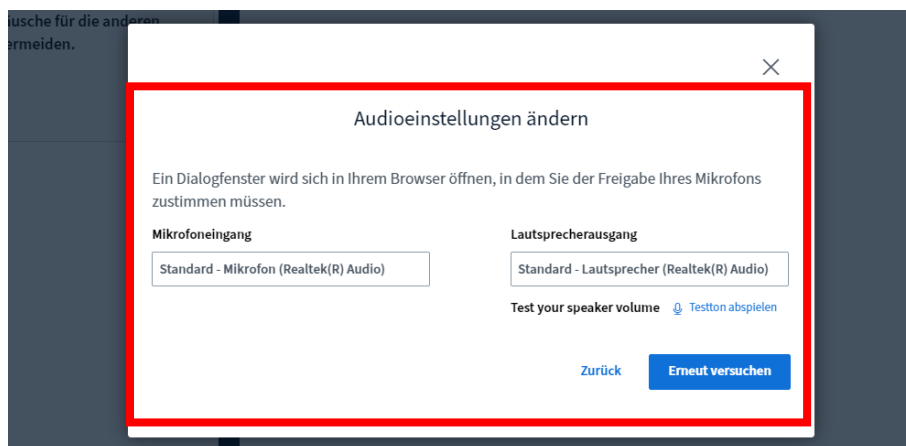 usche für die anderen
ermeiden.
Audioeinstellungen ändern
Ein Dialogfenster wird sich in Ihrem Browser öffnen, in dem Sie der Freigabe Ihres Mikrofons
zustimmen müssen.
Mikrofoneingang
Lautsprecherausgang
Standard - Mikrofon (Realtek(R) Audio)
Standard - Lautsprecher (Realtek(R) Audio)
Test your speaker volume Testton abspielen
Zurück
Erneut versuchen